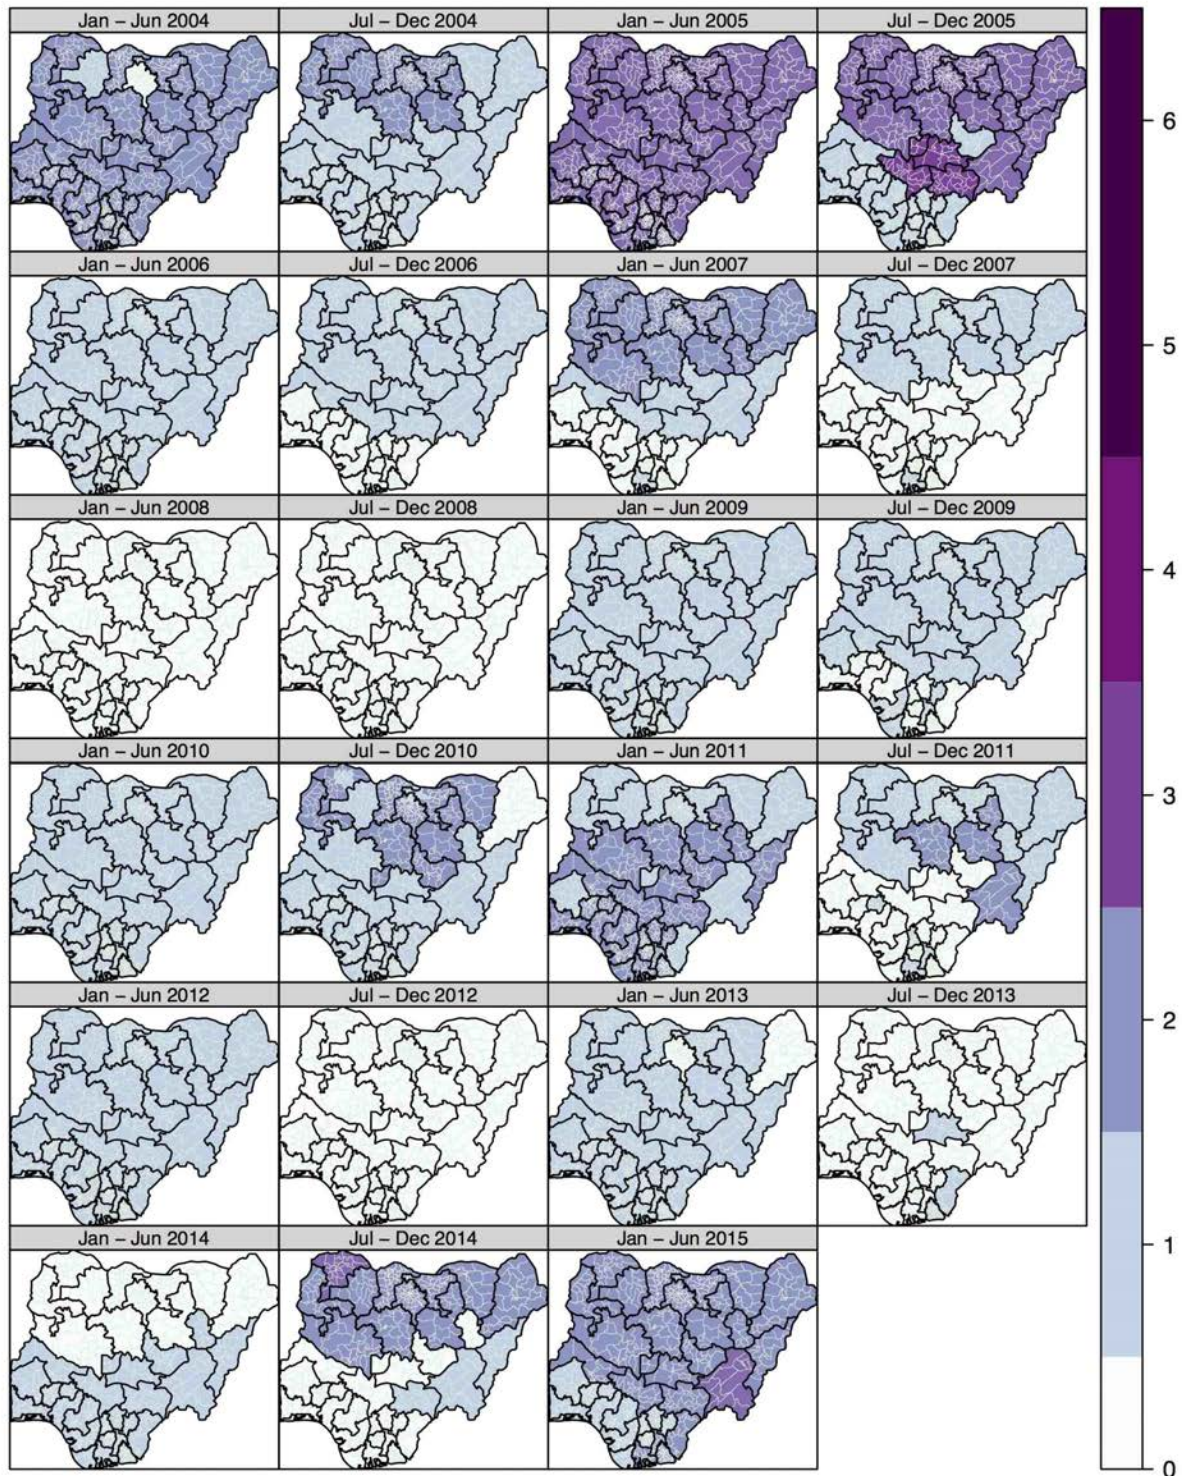 Jan – Jun 2004
Jul – Dec 2004
Jan – Jun 2005
Jul – Dec 2005
Jan – Jun 2006
Jul – Dec 2006
Jan – Jun 2007
Jul – Dec 2007
Jan – Jun 2008
Jul – Dec 2008
Jan – Jun 2009
Jul – Dec 2009
Jan – Jun 2010
Jul – Dec 2010
Jan – Jun 2011
Jul – Dec 2011
Jan – Jun 2012
Jul – Dec 2012
Jan – Jun 2013
Jul – Dec 2013
Jan – Jun 2014
Jul – Dec 2014
Jan – Jun 2015
6
5
4
3
2
1
0